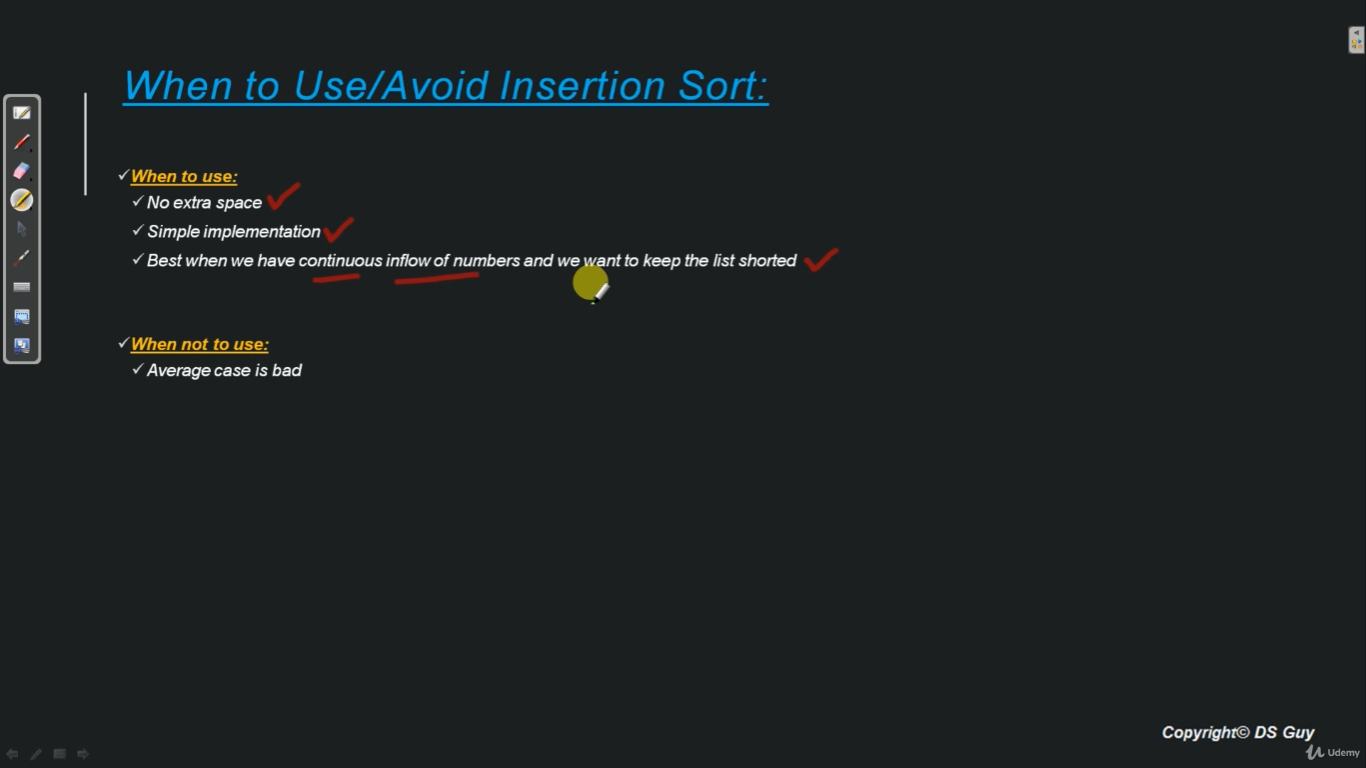 When to Use/Avoid Insertion Sort:
When to use:
No extra space
Simple implementation
Best when we have continuous inflow of numbers and we want to keep the list shorted
When not to use:
Average case is bad
Copyright© DS Guy
Udemy